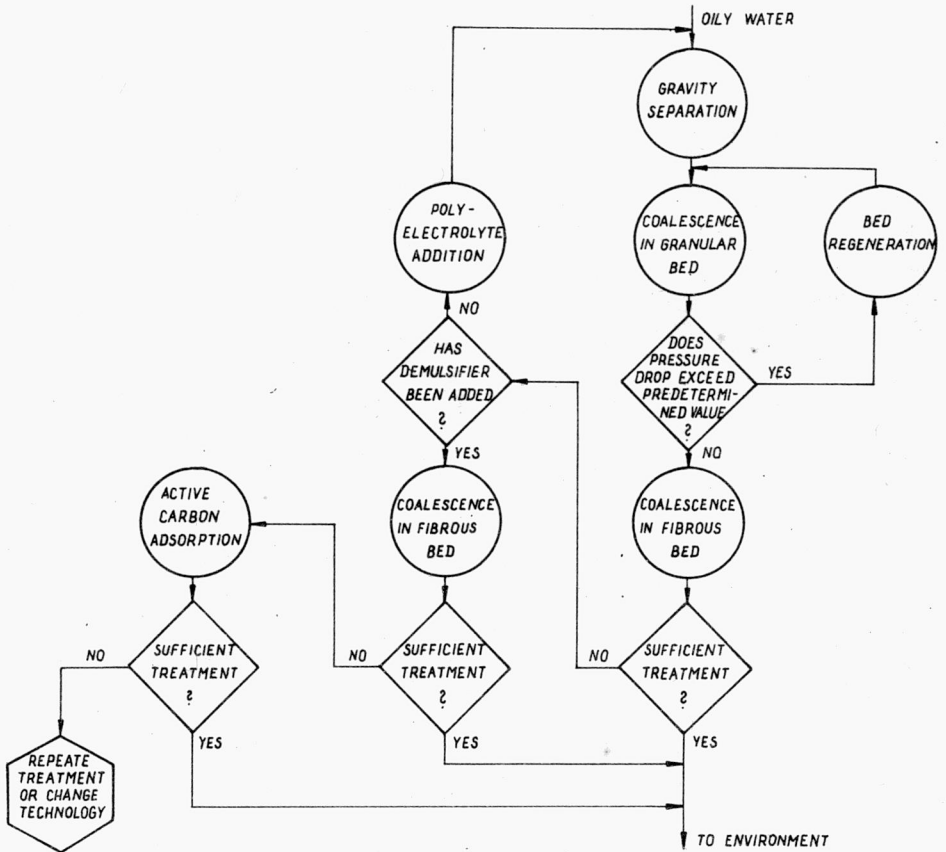 OILY WATER
GRAVITY
SEPARATION
COALESCENCE
IN GRANULAR
BED
BED
REGENERATION
POLY-
ELECTROLYTE
ADDITION
NO
HAS
DEMULSIFIER
BEEN ADDED
?
YES
DOES
PRESSURE
DROP EXCEED
PREDETERMI-
NED VALUE
?
YES
NO
ACTIVE
CARBON
ADSORPTION
COALESCENCE
IN FIBROUS
BED
COALESCENCE
IN FIBROUS
BED
NO
SUFFICIENT
TREATMENT
?
YES
NO
SUFFICIENT
TREATMENT
?
YES
NO
SUFFICIENT
TREATMENT
?
YES
REPEATE
TREATMENT
OR CHANGE
TECHNOLOGY
TO ENVIRONMENT